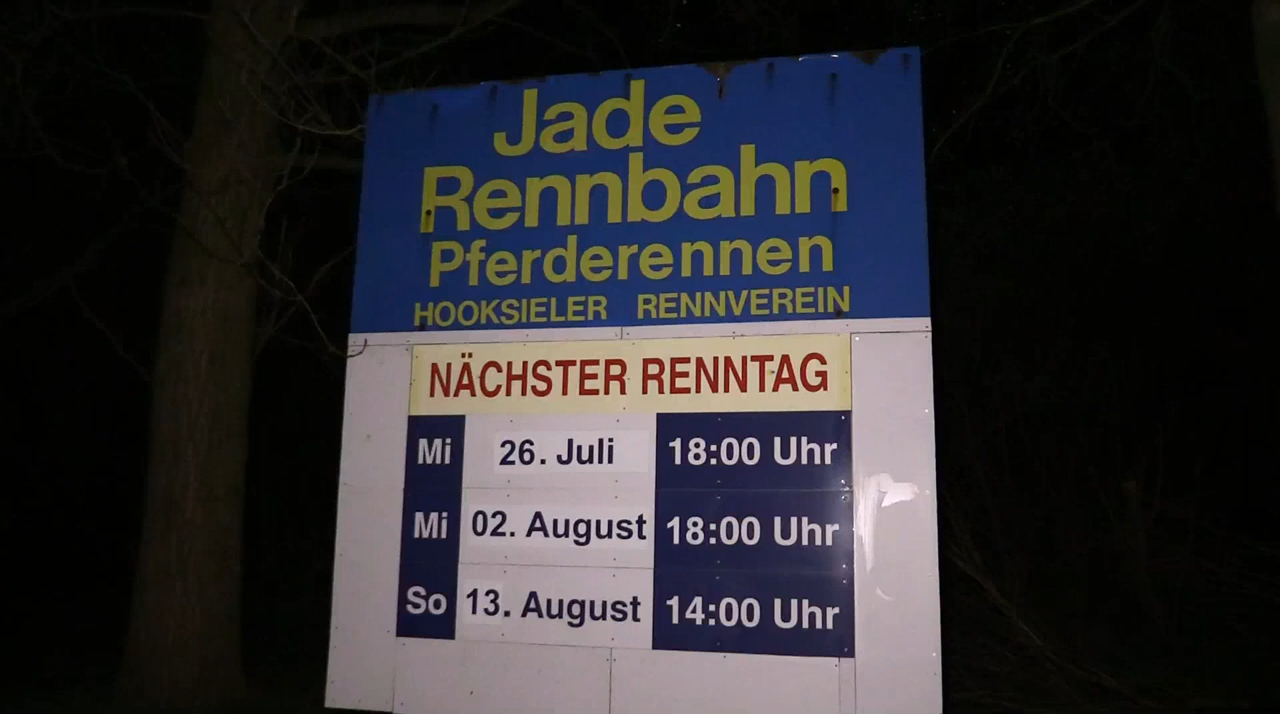 Jade
Rennbahn
Pferderennen
HOOKSIELER RENNVEREIN
NÄCHSTER RENNTAG
Mi 26. Juli 18:00 Uhr
Mi 02. August 18:00 Uhr
So 13. August 14:00 Uhr